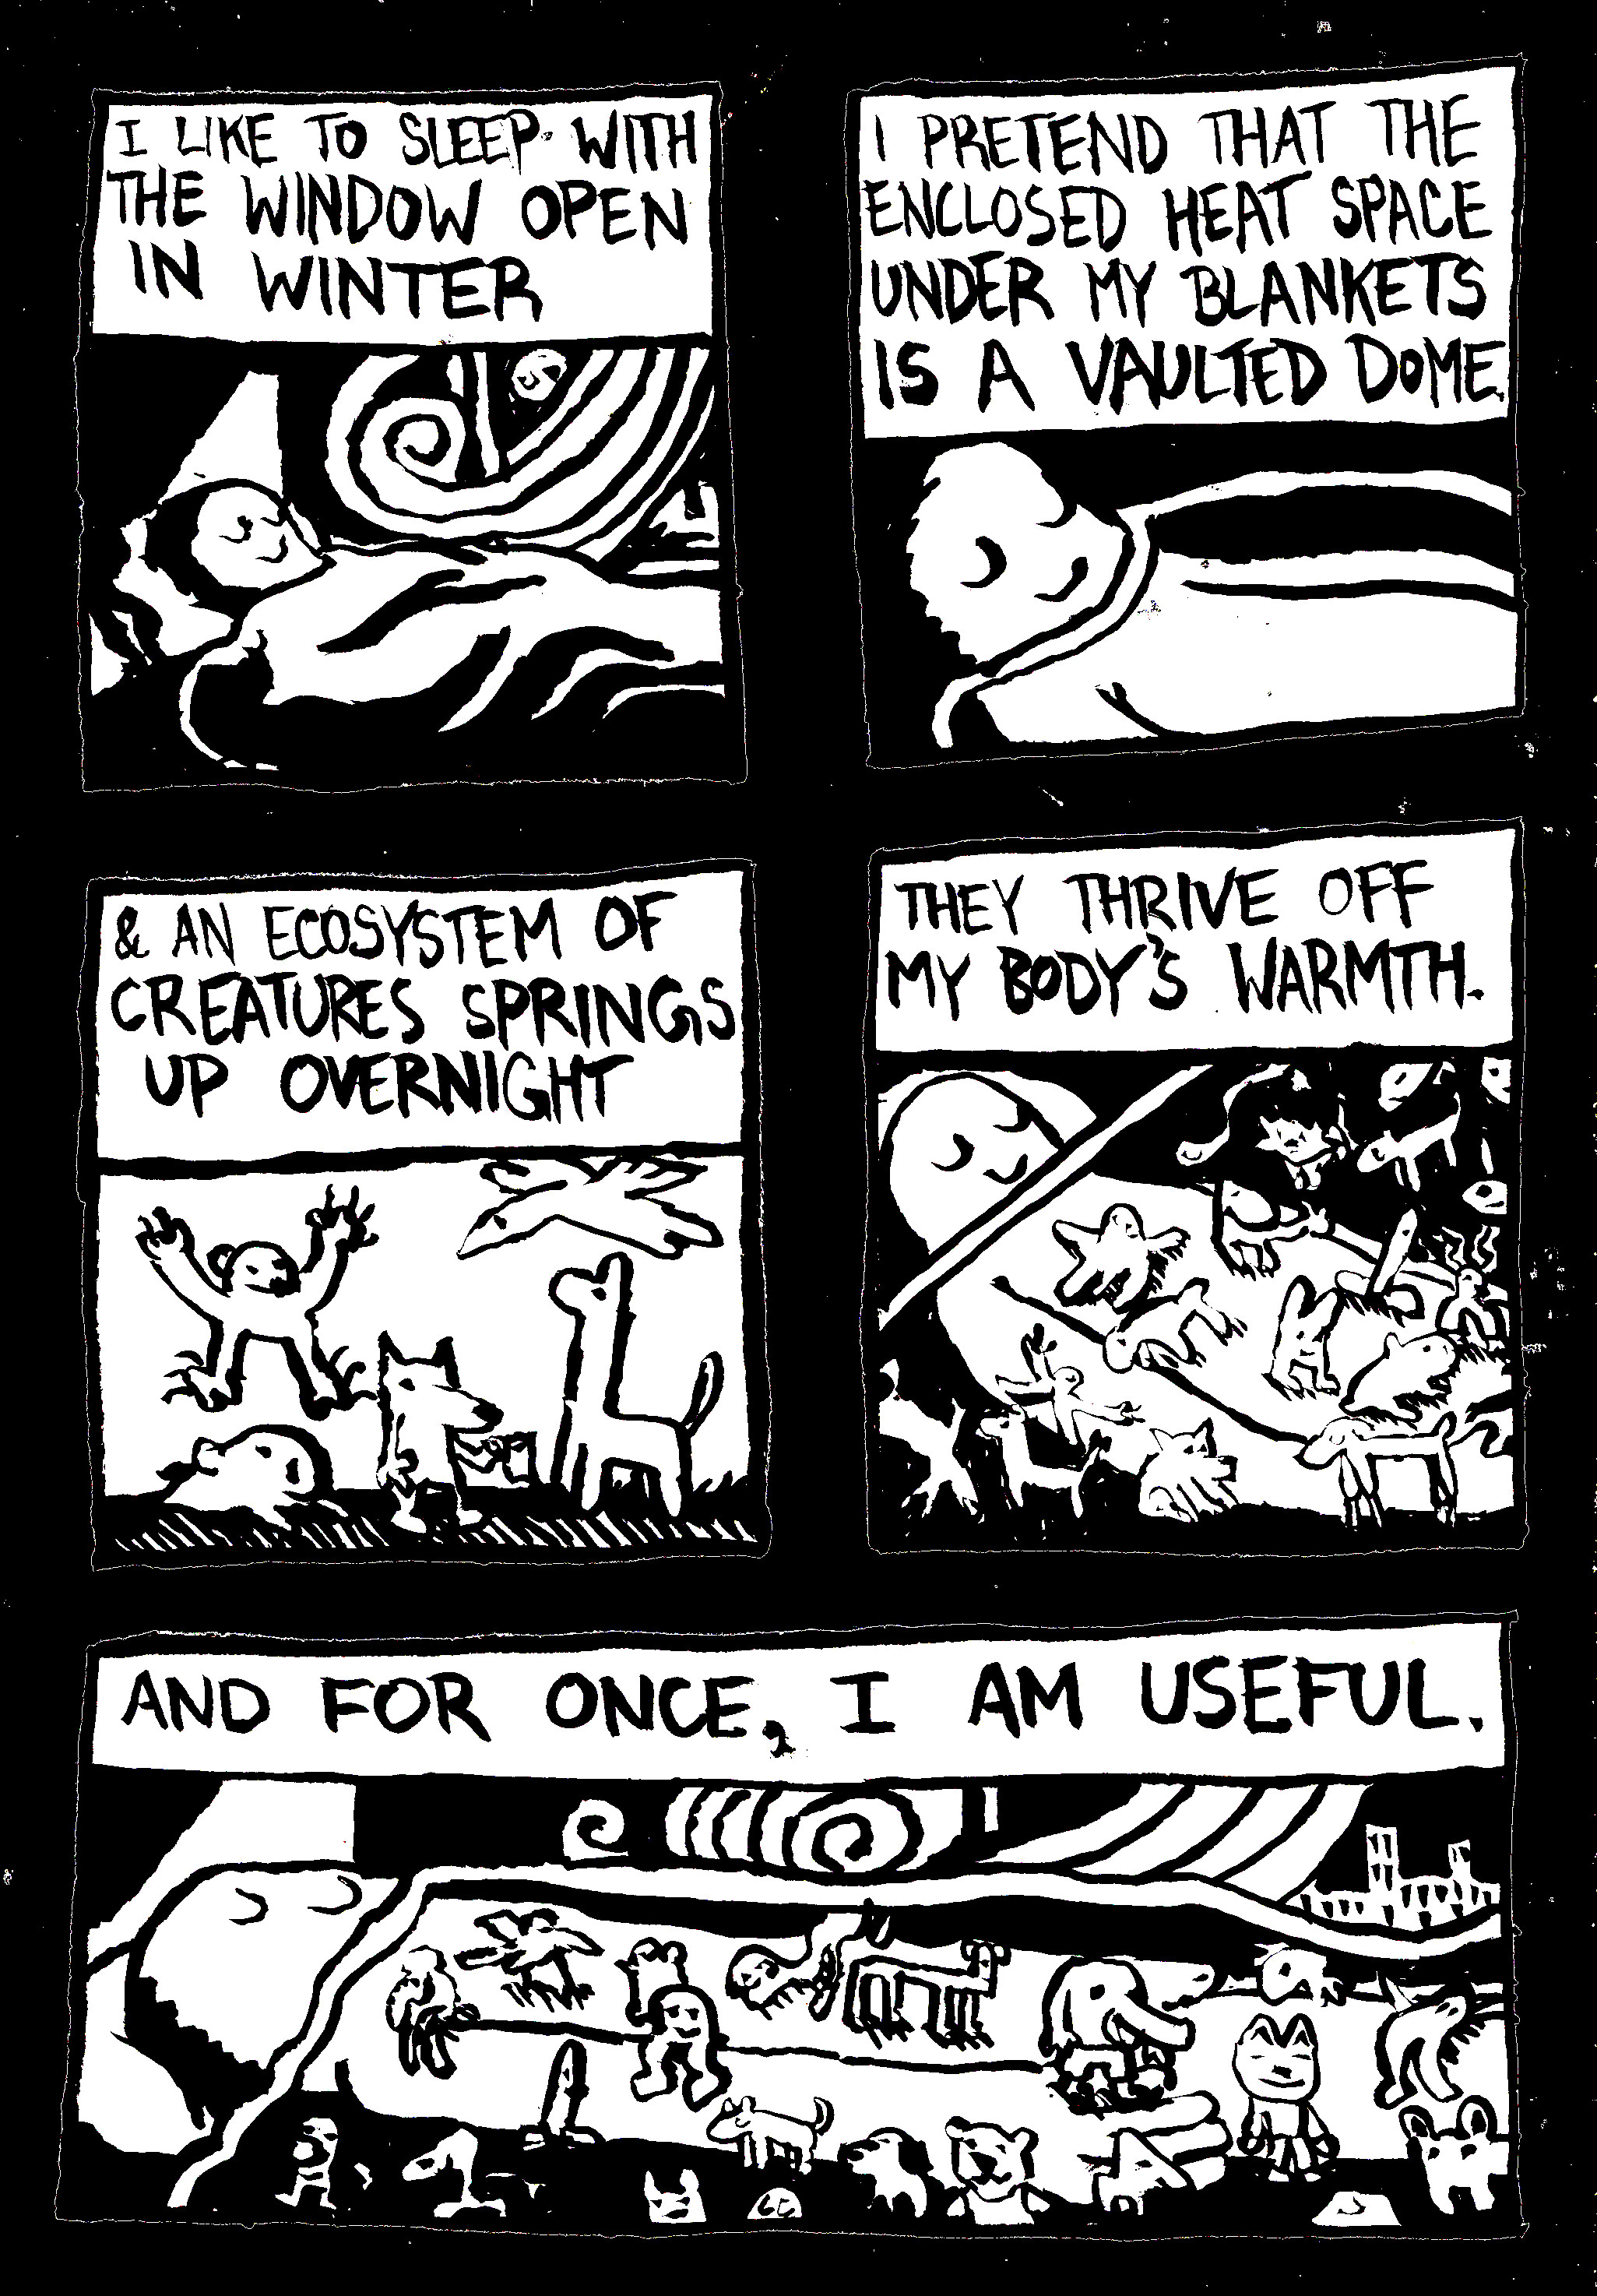 I LIKE TO SLEEP WITH
THE WINDOW OPEN
IN WINTER
I PRETEND THAT THE
ENCLOSED HEAT SPACE
UNDER MY BLANKETS
IS A VAULTED DOME
& AN ECOSYSTEM OF
CREATURES SPRINGS
UP OVERNIGHT
THEY THRIVE OFF
MY BODY'S WARMTH.
AND FOR ONCE, I AM USEFUL.